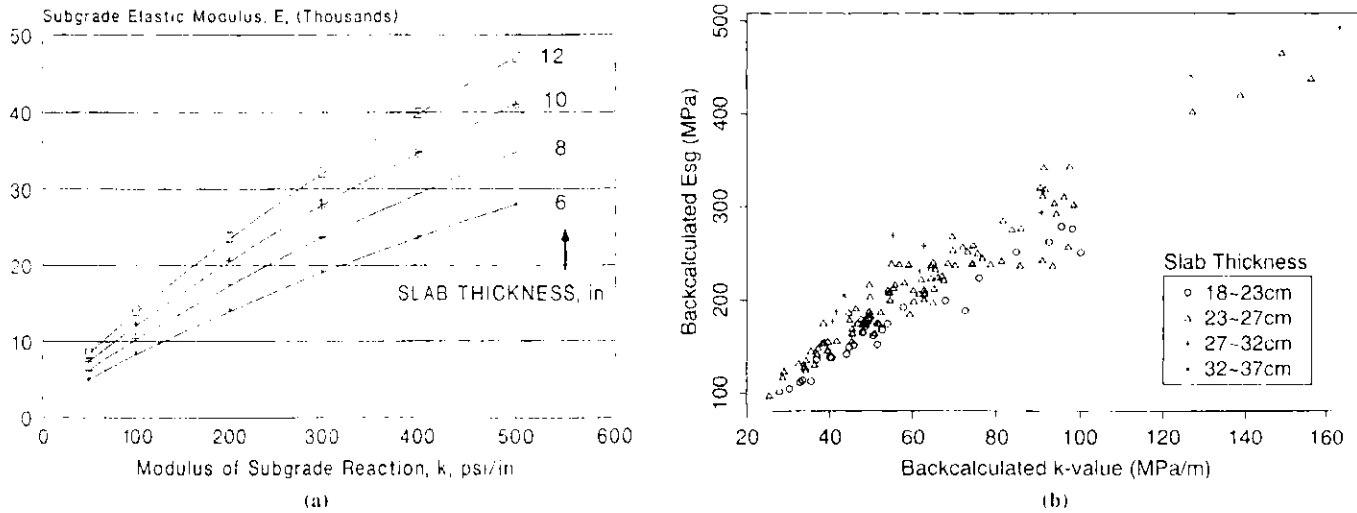 Subgrade Elastic Modulus, E, (Thousands)
50
40
30
20
10
0
12
10
8
6
SLAB THICKNESS, in
0 100 200 300 400 500 600
Modulus of Subgrade Reaction, k, psi/in
(a)
Backcalculated Esg (MPa)
500
400
300
200
100
Slab Thickness
18~23cm
23~27cm
27~32cm
32~37cm
20 40 60 80 100 120 140 160
Backcalculated k-value (MPa/m)
(b)